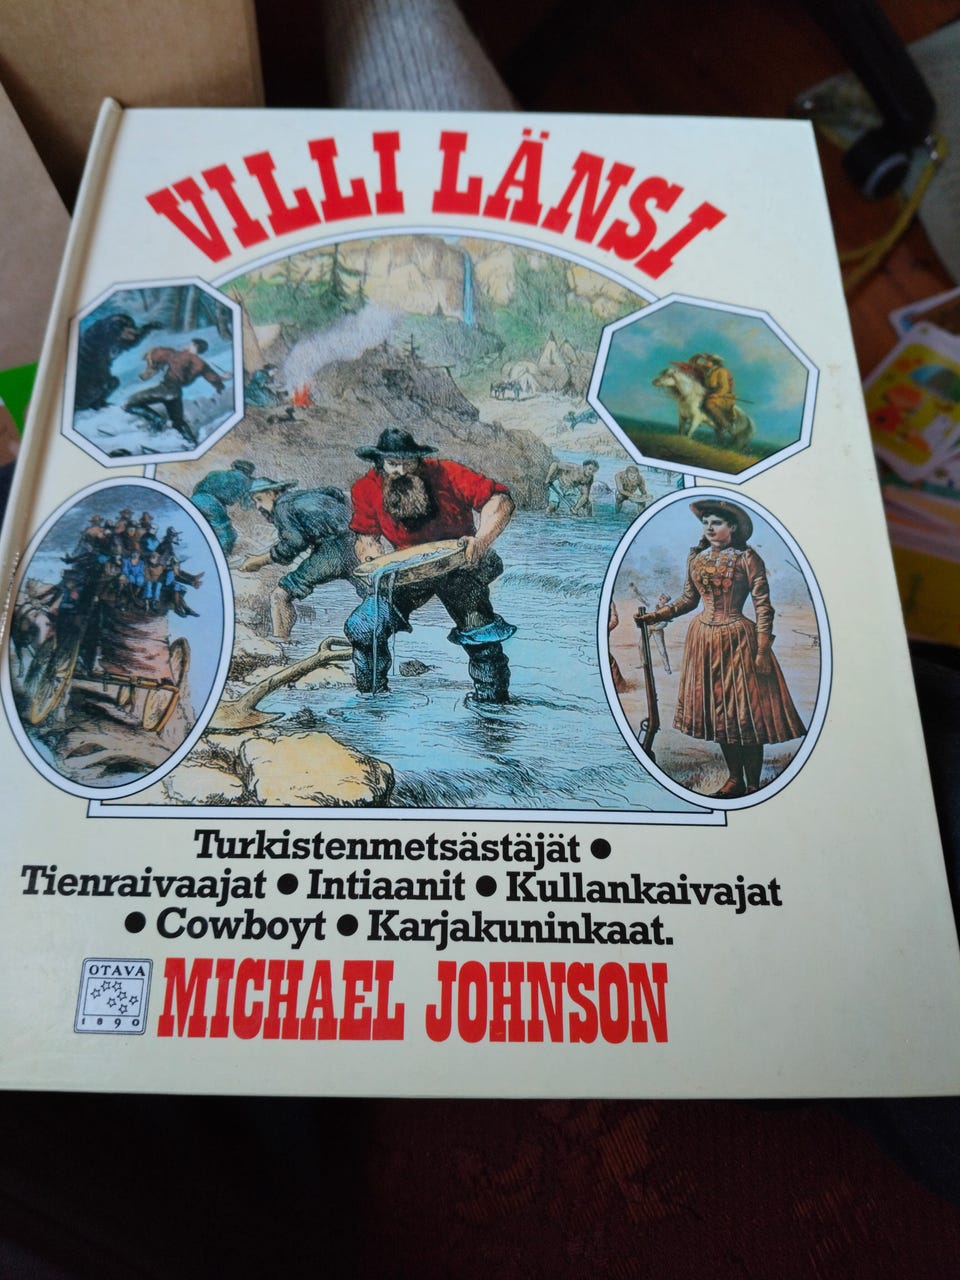 VILLI LÄNSI
Turkistenmetsästäjät ●
Tienraivaajat ● Intiaanit ● Kullankaivajat
● Cowboyt ● Karjakuninkaat.
OTAVA
1890
MICHAEL JOHNSON